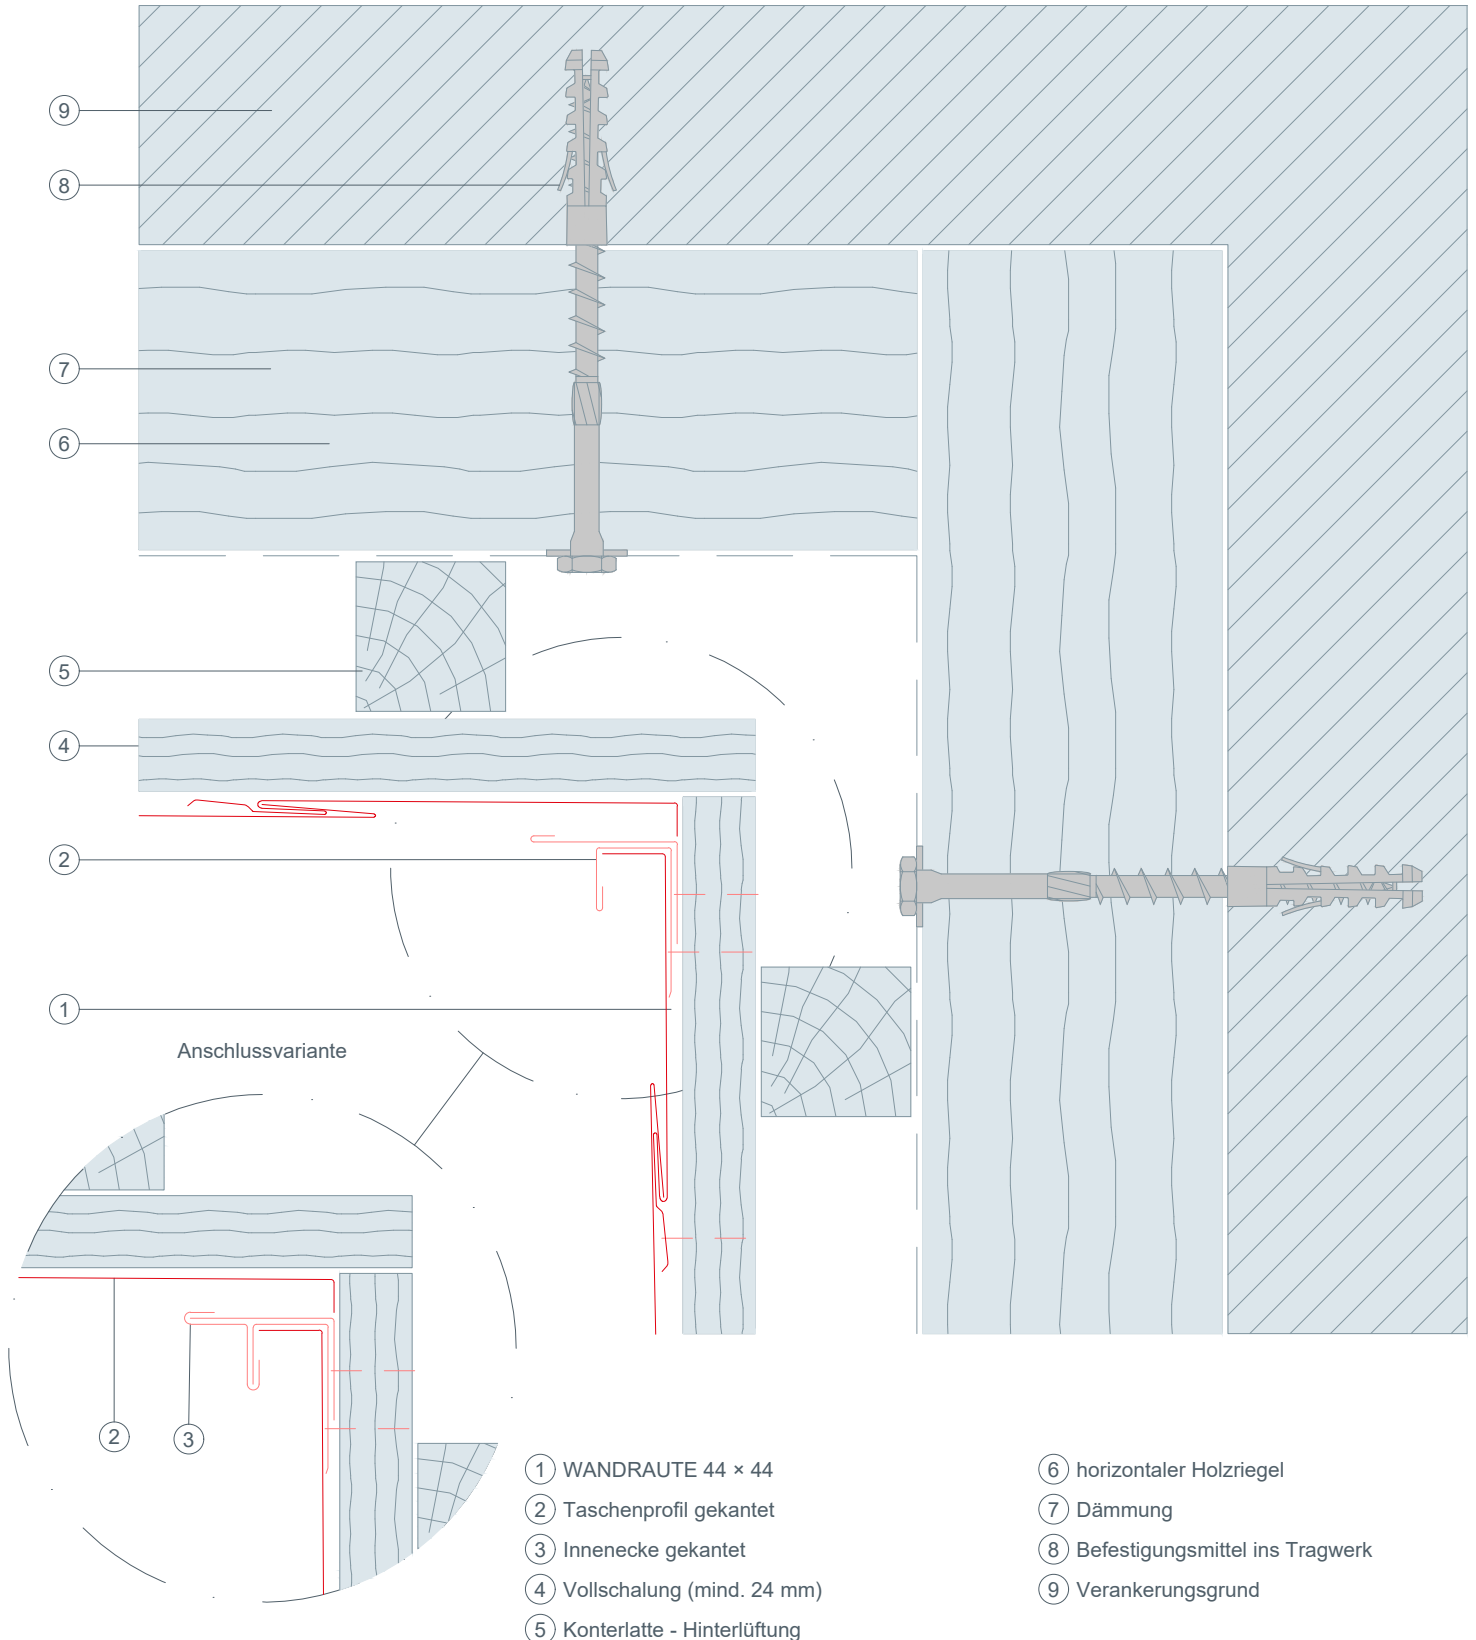 9
8
7
6
5
4
2
1
Anschlussvariante
2
3
1 WANDRAUTE 44 × 44
2 Taschenprofil gekantet
3 Innenecke gekantet
4 Vollschalung (mind. 24 mm)
5 Konterlatte - Hinterlüftung
6 horizontaler Holzriegel
7 Dämmung
8 Befestigungsmittel ins Tragwerk
9 Verankerungsgrund